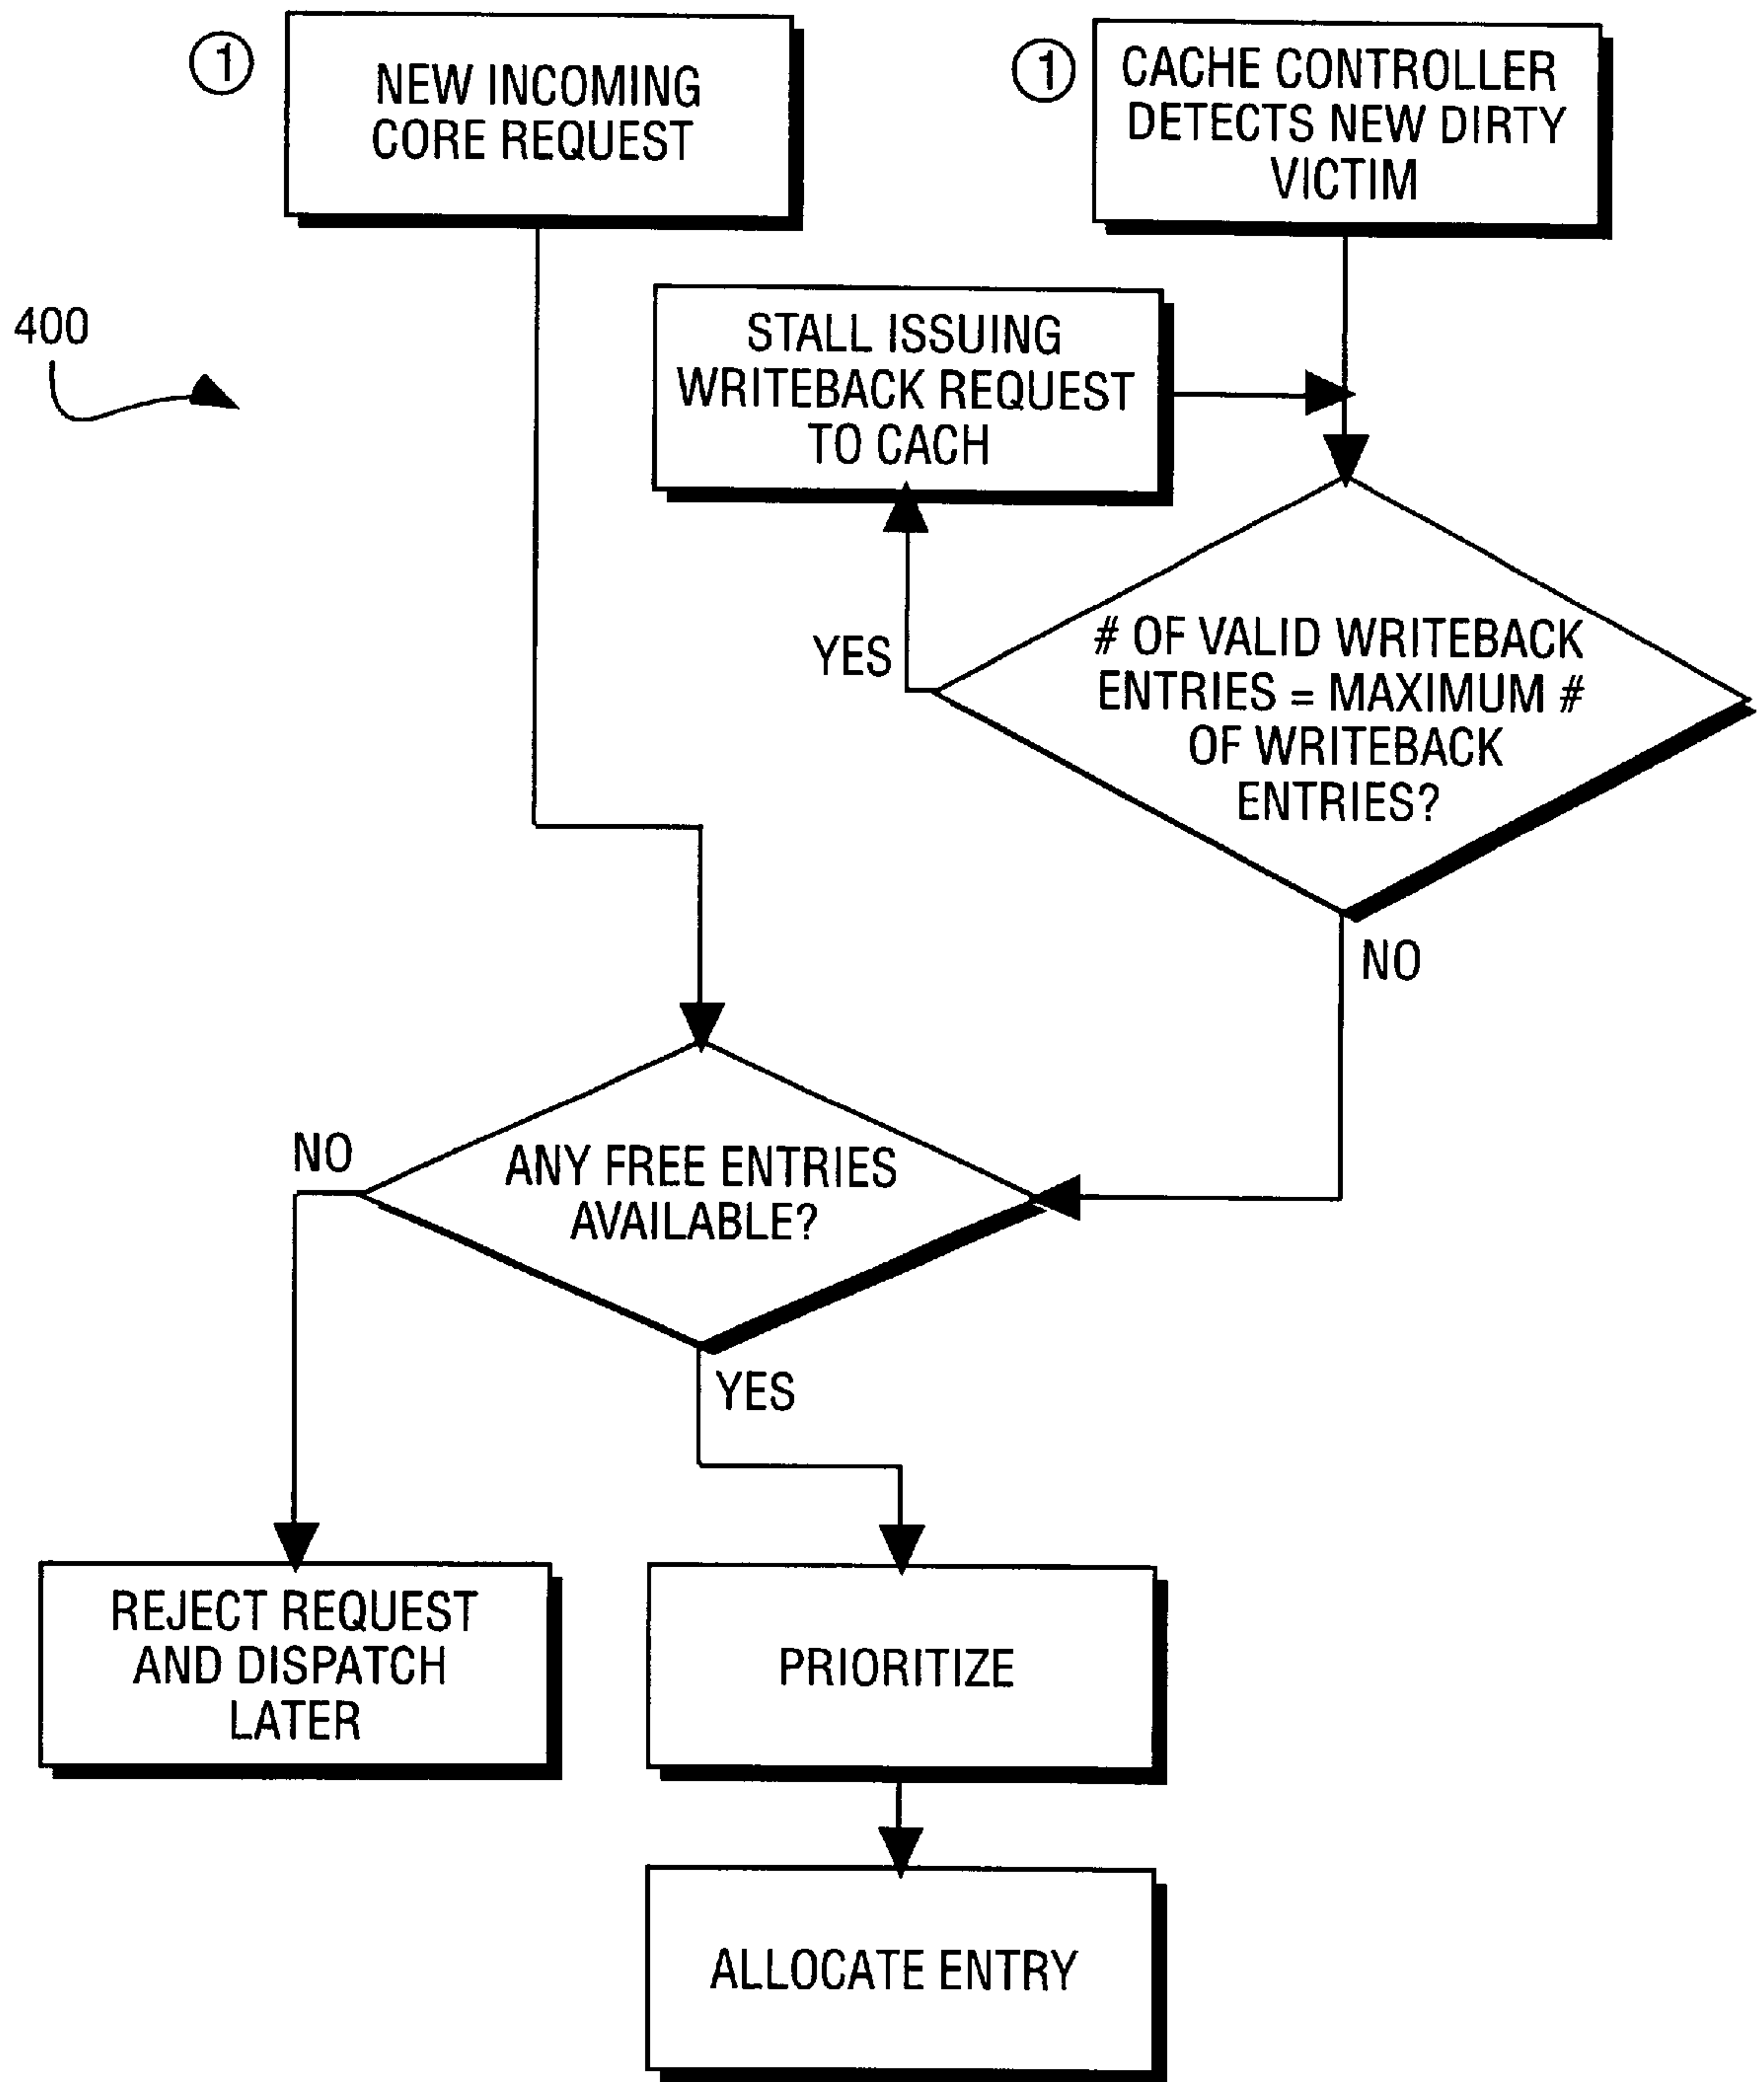 1
NEW INCOMING
CORE REQUEST
1
CACHE CONTROLLER
DETECTS NEW DIRTY
VICTIM
400
STALL ISSUING
WRITEBACK REQUEST
TO CACH
YES
# OF VALID WRITEBACK
ENTRIES = MAXIMUM #
OF WRITEBACK
ENTRIES?
NO
NO
ANY FREE ENTRIES
AVAILABLE?
YES
REJECT REQUEST
AND DISPATCH
LATER
PRIORITIZE
ALLOCATE ENTRY